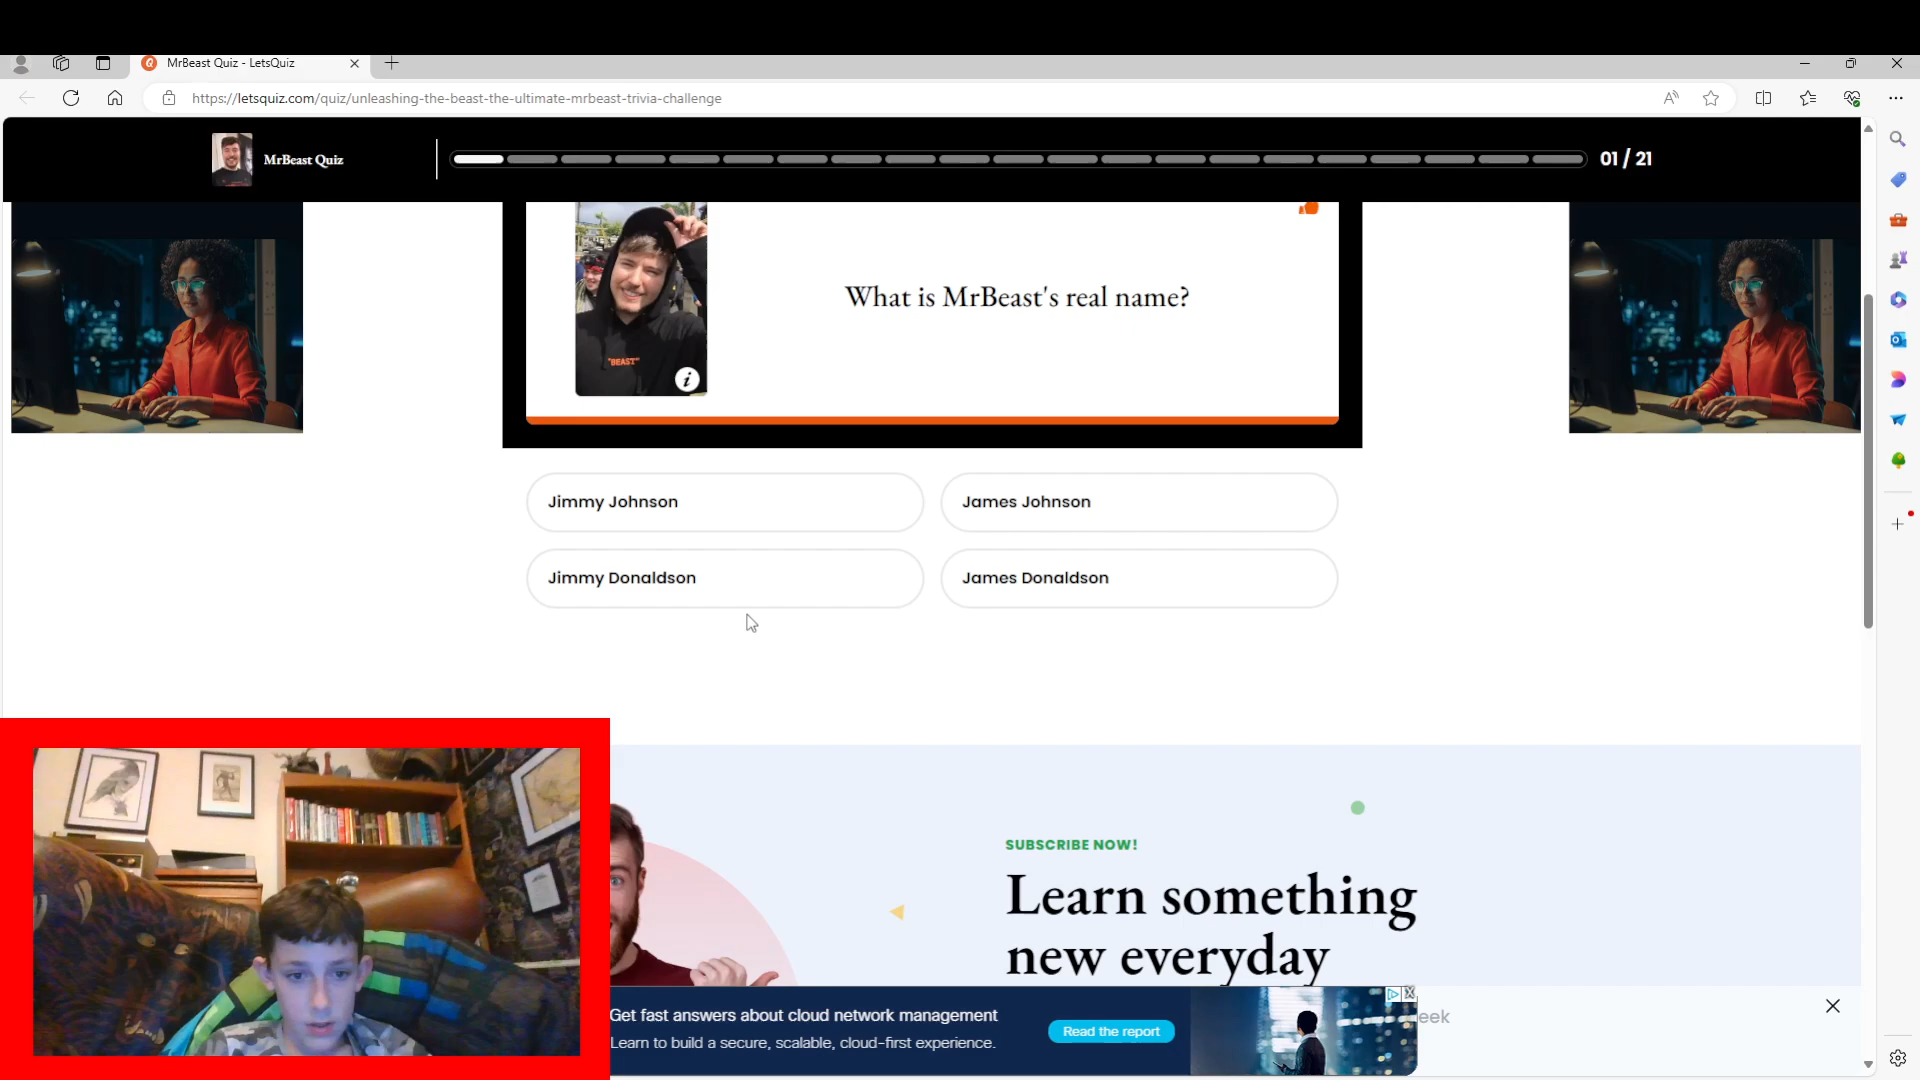 MrBeast Quiz - LetsQuiz
https://letsquiz.com/quiz/unleashing-the-beast-the-ultimate-mrbeast-trivia-challenge
MrBeast Quiz
01 / 21
What is MrBeast's real name?
"BEAST"
i
Jimmy Johnson
James Johnson
Jimmy Donaldson
James Donaldson
SUBSCRIBE NOW!
Learn something
new everyday
eek
Get fast answers about cloud network management
Learn to build a secure, scalable, cloud-first experience.
Read the report